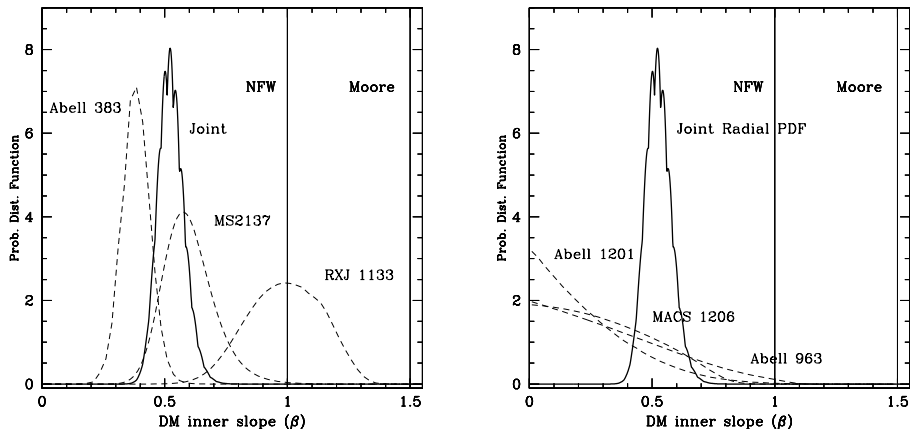 8
6
4
2
0
Prob. Dist. Function
NFW
Moore
Abell 383
Joint
MS2137
RXJ 1133
0
0.5
1
1.5
DM inner slope (β)
8
6
4
2
0
Prob. Dist. Function
NFW
Moore
Joint Radial PDF
Abell 1201
MACS 1206
Abell 963
0
0.5
1
1.5
DM inner slope (β)